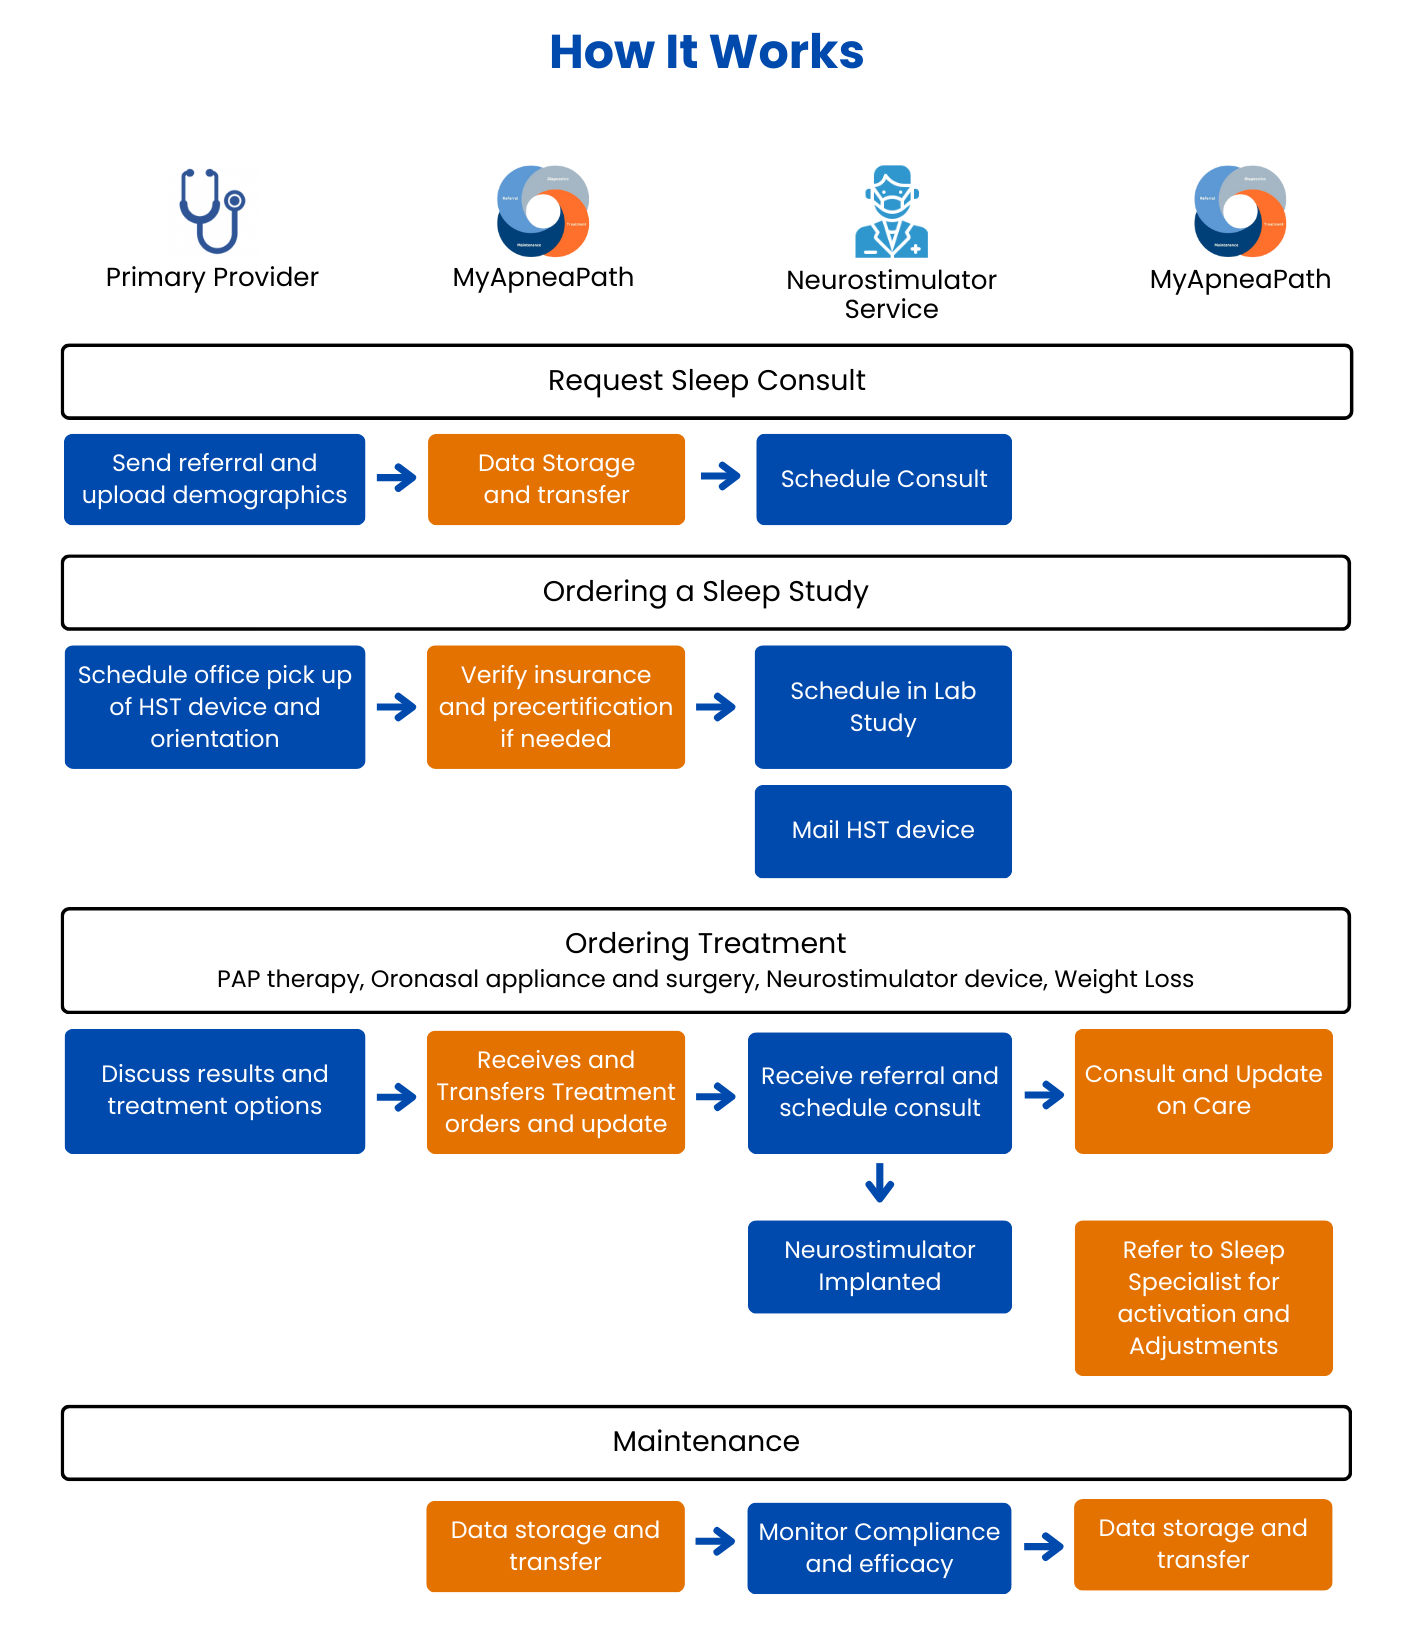 How It Works
Referral
Diagnostics
Treatment
Maintenance
Primary Provider
MyApneaPath
Neurostimulator
Service
Referral
Treatment
Maintenance
MyApneaPath
Request Sleep Consult
Send referral and
upload demographics
Data Storage
and transfer
Schedule Consult
Ordering a Sleep Study
Schedule office pick up
of HST device and
orientation
Verify insurance
and precertification
if needed
Schedule in Lab
Study
Mail HST device
Ordering Treatment
PAP therapy, Oronasal appliance and surgery, Neurostimulator device, Weight Loss
Discuss results and
treatment options
Receives and
Transfers Treatment
orders and update
Receive referral and
schedule consult
Consult and Update
on Care
Neurostimulator
Implanted
Refer to Sleep
Specialist for
activation and
Adjustments
Maintenance
Data storage and
transfer
Monitor Compliance
and efficacy
Data storage and
transfer